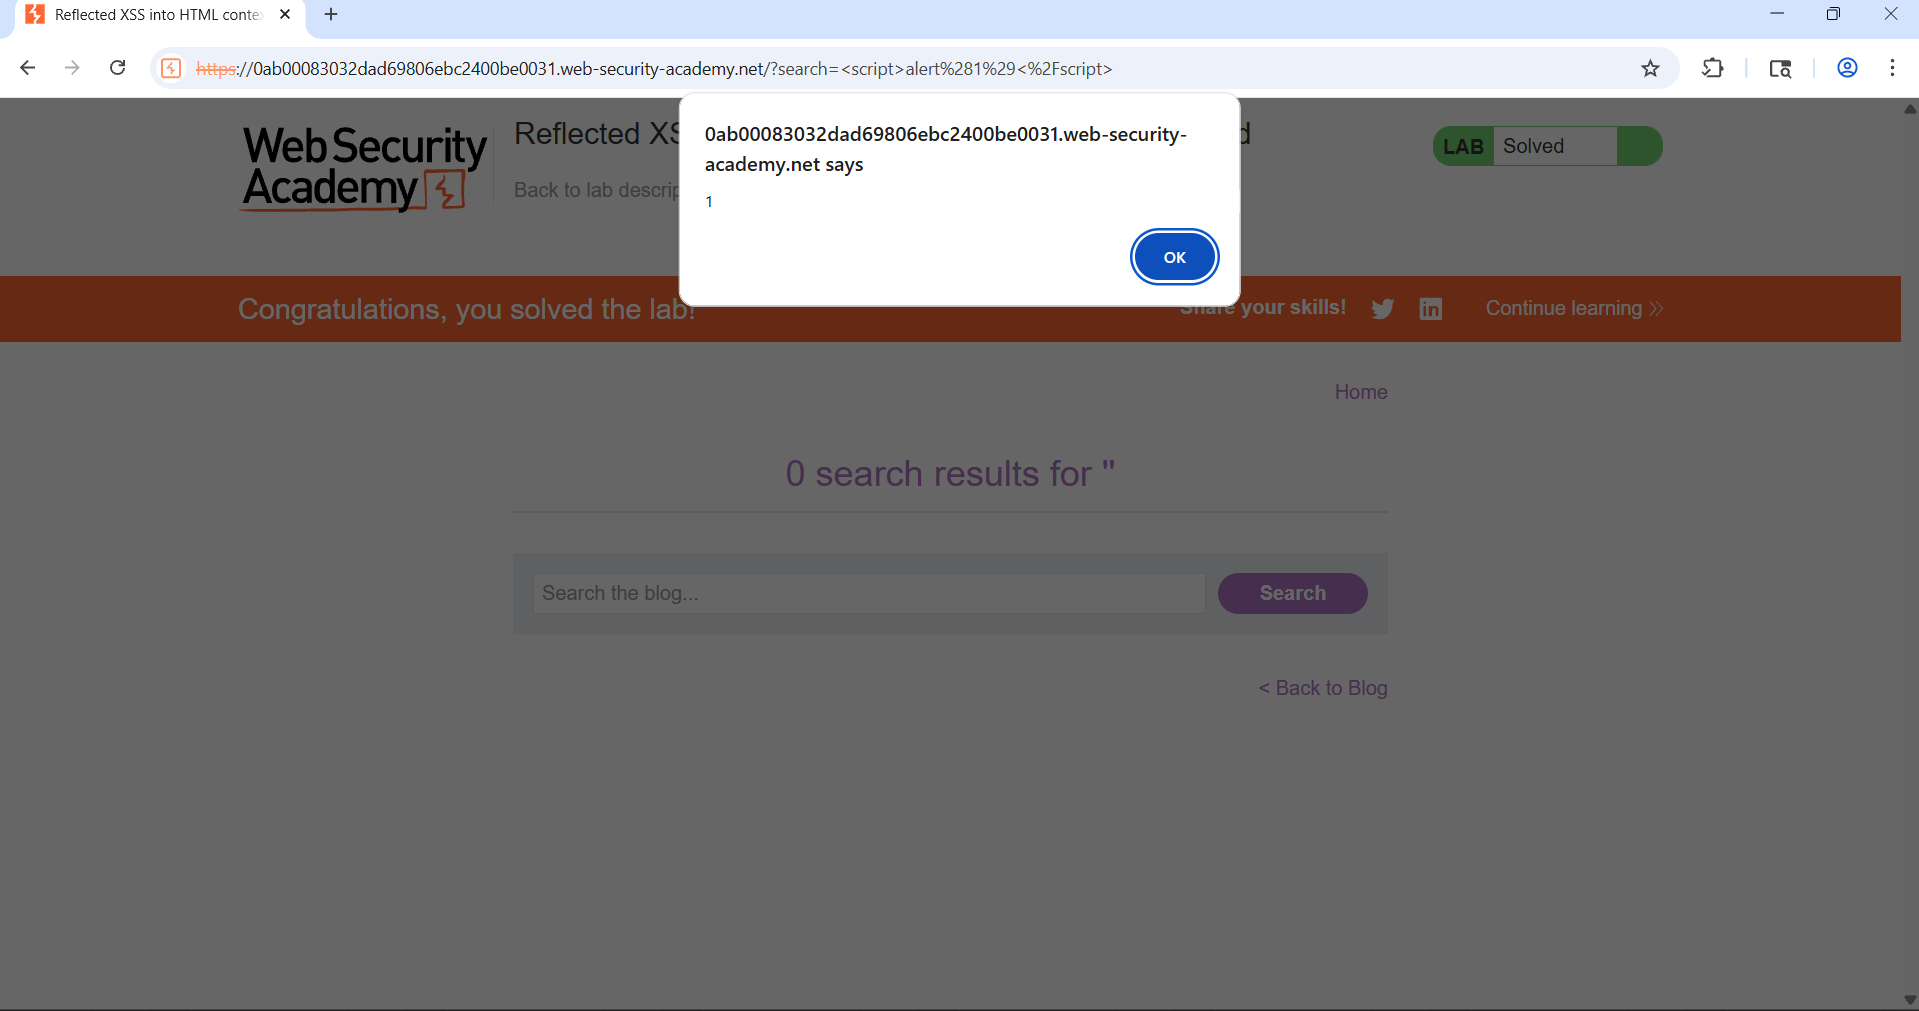 Reflected XSS into HTML conte
https://0ab00083032dad69806ebc2400be0031.web-security-academy.net/?search=<script>alert%281%29<%2Fscript>
Web Security
Academy
Reflected XS
d
Back to lab descrip
LAB Solved
0ab00083032dad69806ebc2400be0031.web-security-
academy.net says
1
OK
Congratulations, you solved the lab!
Share your skills!
Continue learning >>
Home
0 search results for "
Search the blog...
Search
< Back to Blog